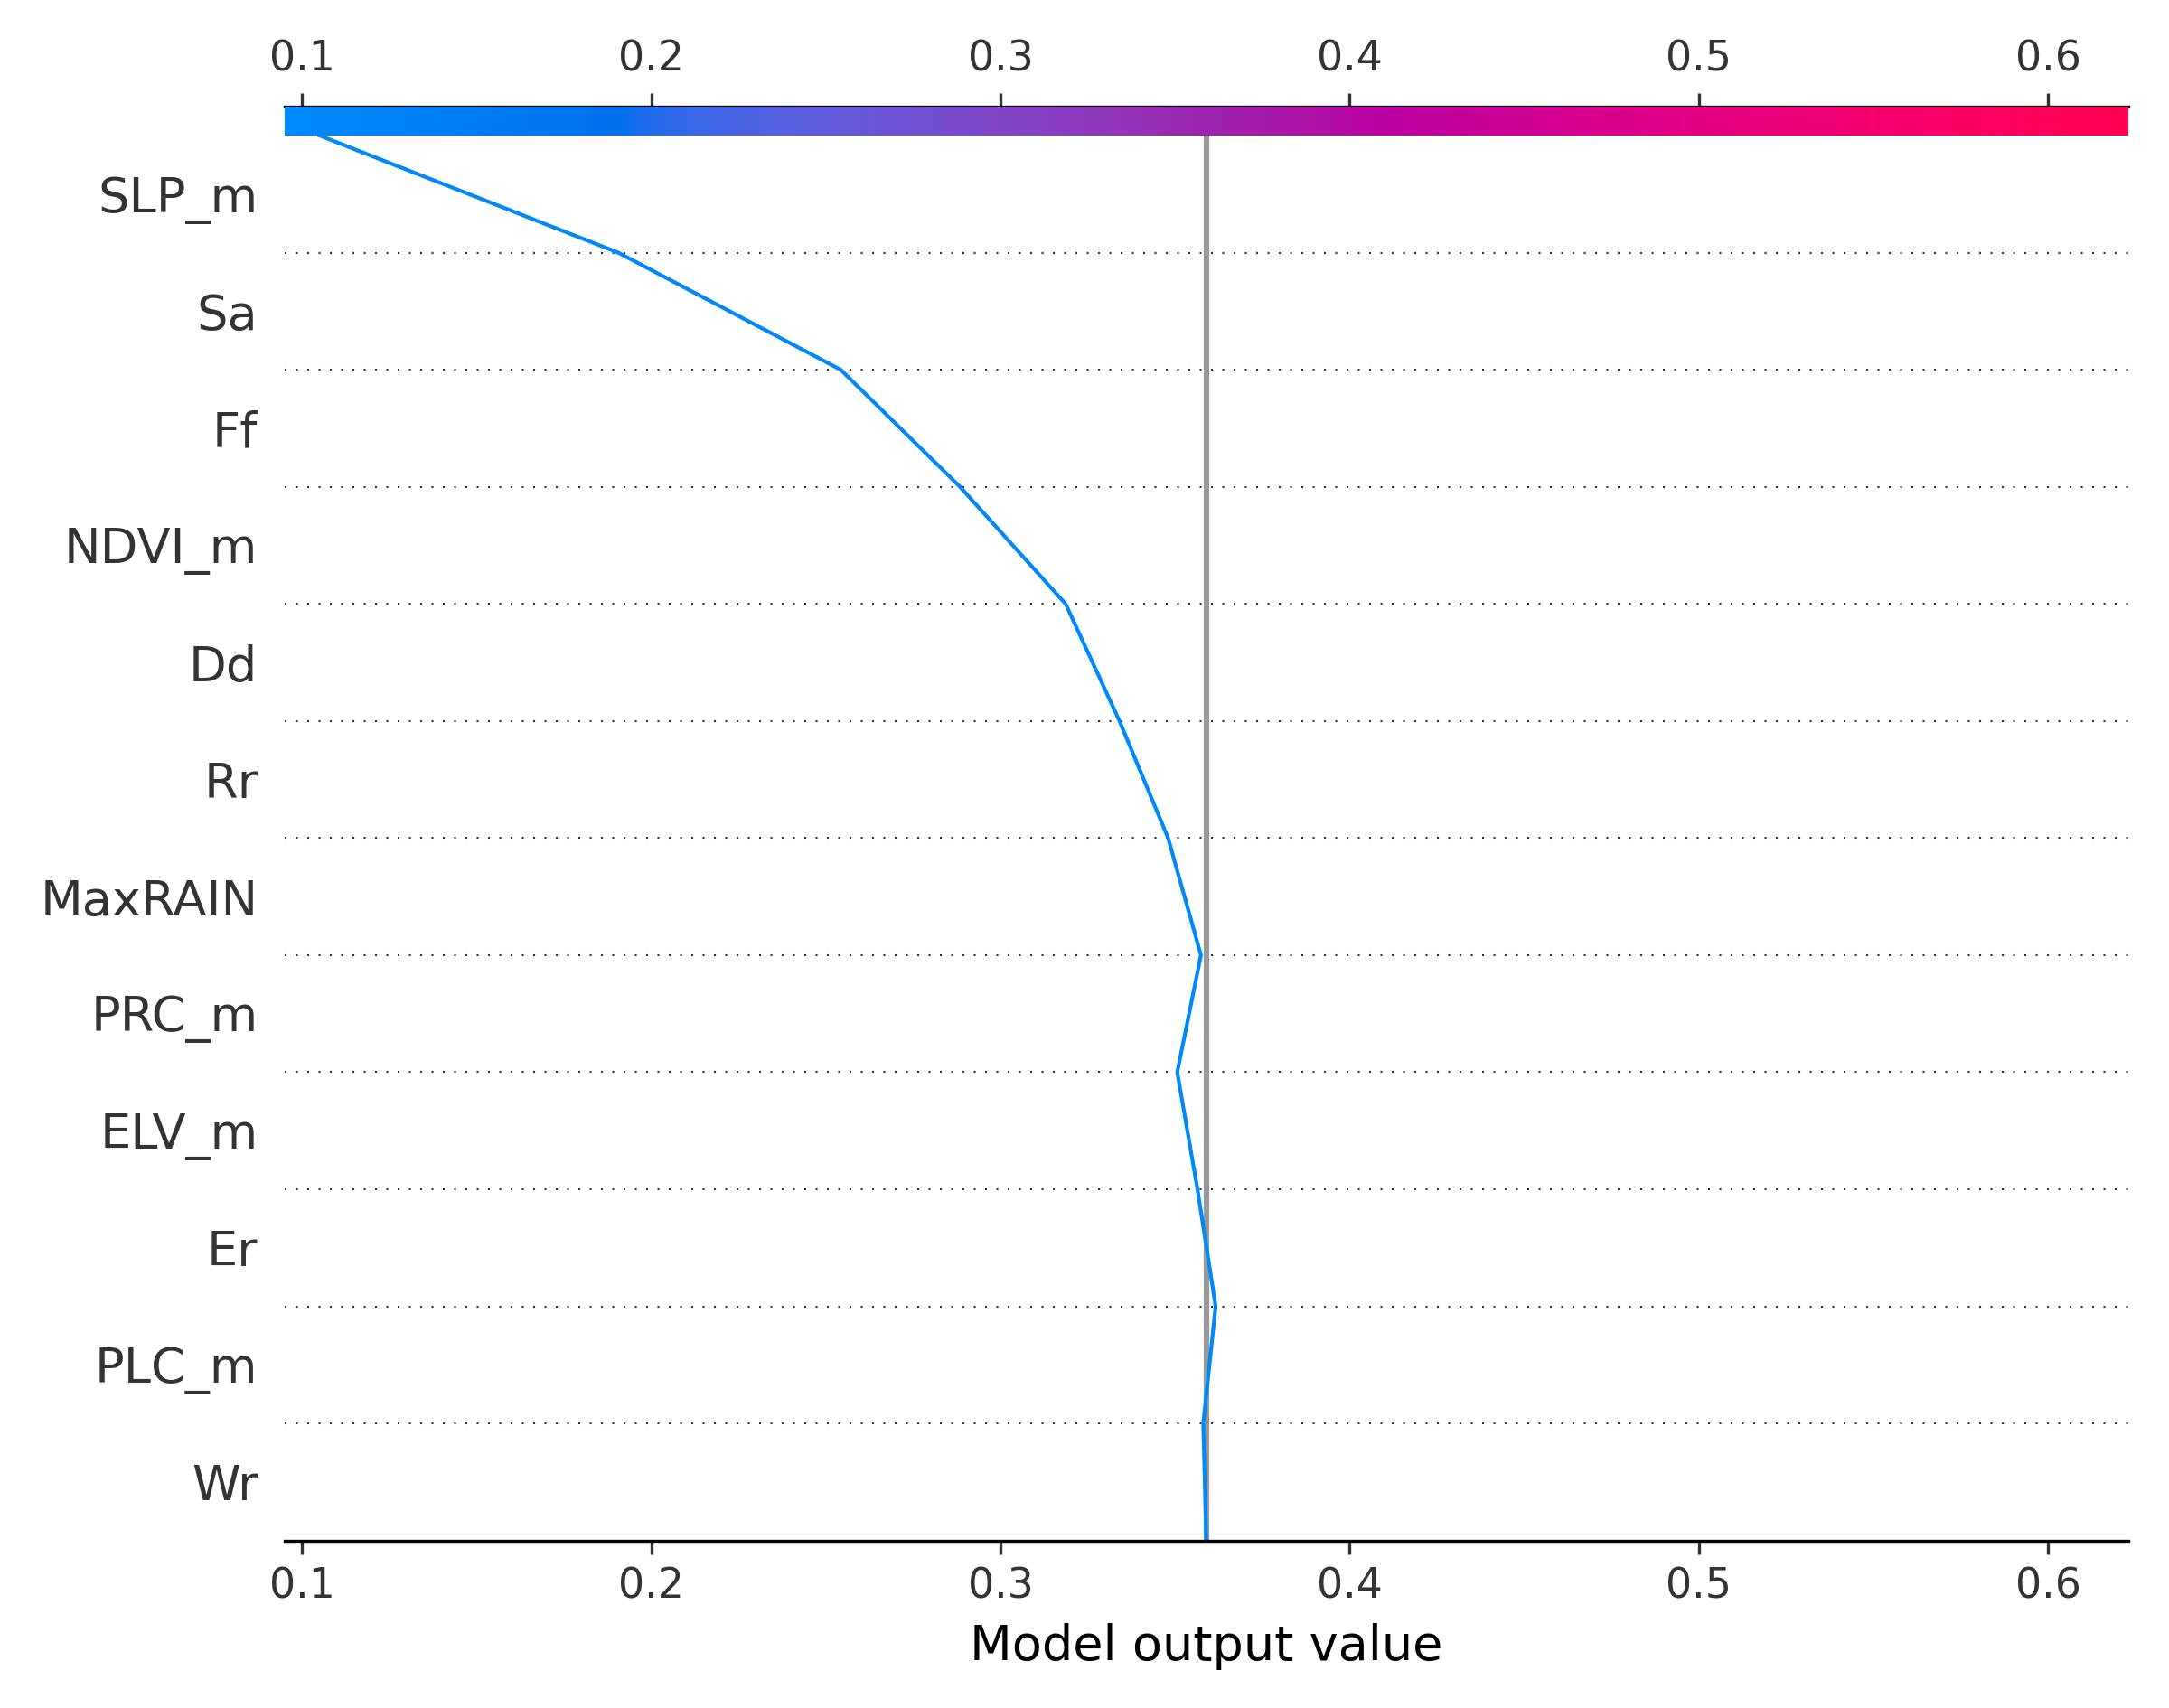 0.1 0.2 0.3 0.4 0.5 0.6
SLP_m
Sa
Ff
NDVI_m
Dd
Rr
MaxRAIN
PRC_m
ELV_m
Er
PLC_m
Wr
0.1 0.2 0.3 0.4 0.5 0.6
Model output value